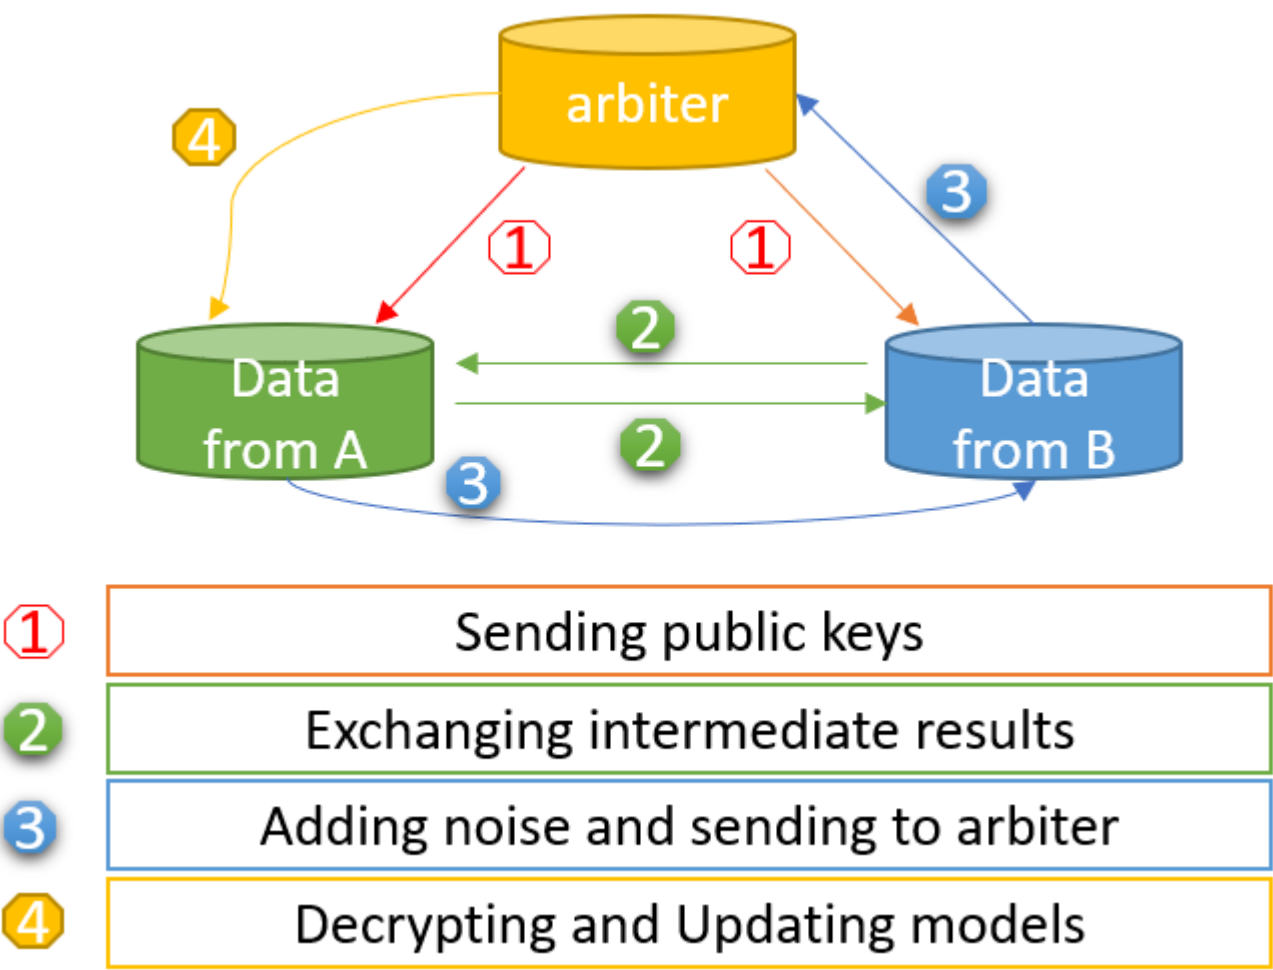 arbiter
4
3
1
1
2
Data
from A
Data
from B
2
3
1 Sending public keys
2 Exchanging intermediate results
3 Adding noise and sending to arbiter
4 Decrypting and Updating models